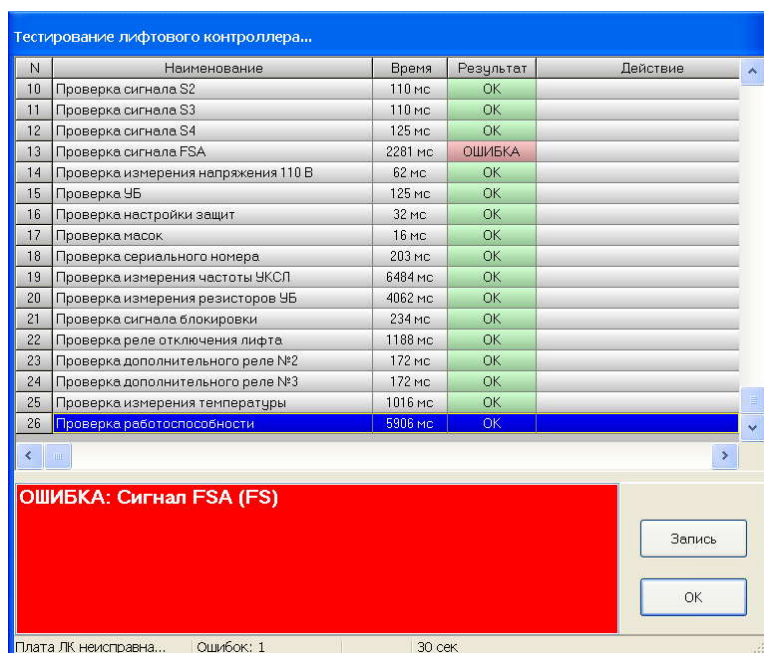 Тестирование лифтового контроллера...
N Наименование Время Результат Действие
10 Проверка сигнала S2 110 мс OK
11 Проверка сигнала S3 110 мс OK
12 Проверка сигнала S4 125 мс OK
13 Проверка сигнала FSA 2281 мс ОШИБКА
14 Проверка измерения напряжения 110 В 62 мс OK
15 Проверка УБ 125 мс OK
16 Проверка настройки защит 32 мс OK
17 Проверка масок 16 мс OK
18 Проверка сериального номера 203 мс OK
19 Проверка измерения частоты УКСЛ 6484 мс OK
20 Проверка измерения резисторов УБ 4062 мс OK
21 Проверка сигнала блокировки 234 мс OK
22 Проверка реле отключения лифта 1188 мс OK
23 Проверка дополнительного реле №2 172 мс OK
24 Проверка дополнительного реле №3 172 мс OK
25 Проверка измерения температуры 1016 мс OK
26 Проверка работоспособности 5906 мс OK
ОШИБКА: Сигнал FSA (FS)
Запись
OK
Плата ЛК неисправна... Ошибок: 1 30 сек